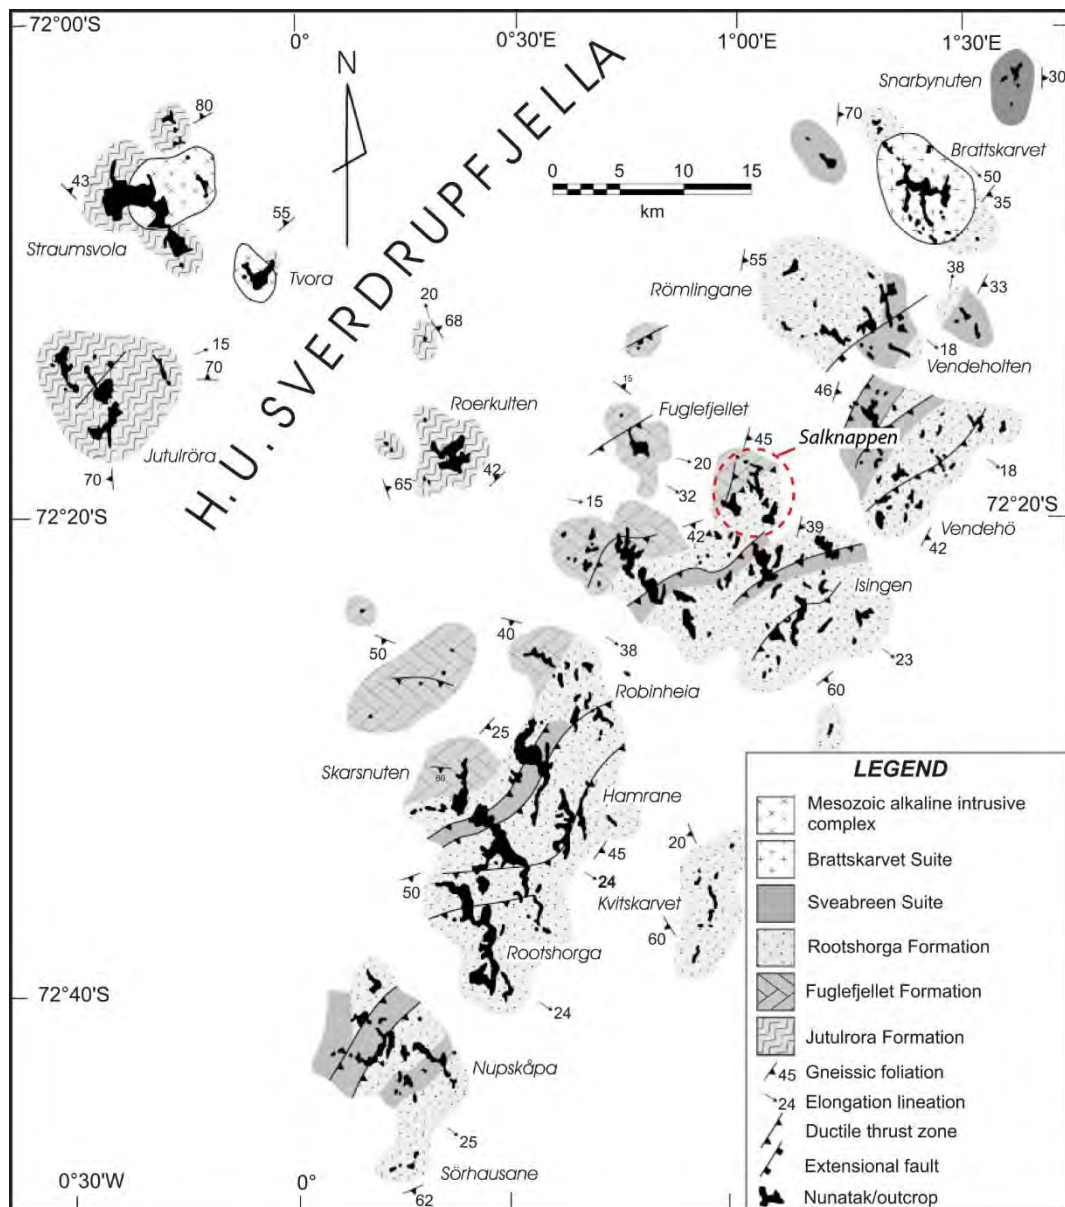 72°00'S
0°
0°30'E
1°00'E
1°30'E
Snarbynuten
30
N
80
70
Brattskarvet
50
35
43
0 5 10 15
km
55
Straumsvola
Tvora
H.U. SVERDRUPFJELLA
55
Römlingane
38
33
20
68
15
70
18
Vendeholten
46
15
Roerkulten
Fuglefjellet
Salknappen
45
Jutulröra
70
65
42
20
32
15
18
72°20'S
72°20'S
42
39
42
Vendehö
Isingen
40
50
38
23
Robinheia
60
25
Skarsnuten
60
Hamrane
20
45
50
24
Kvitskarvet
60
Rootshorga
72°40'S
24
Nupskåpa
25
Sörhausane
0°30'W
0°
62
LEGEND
Mesozoic alkaline intrusive
complex
Brattskarvet Suite
Sveabreen Suite
Rootshorga Formation
Fuglefjellet Formation
Jutulrora Formation
45 Gneissic foliation
24 Elongation lineation
Ductile thrust zone
Extensional fault
Nunatak/outcrop